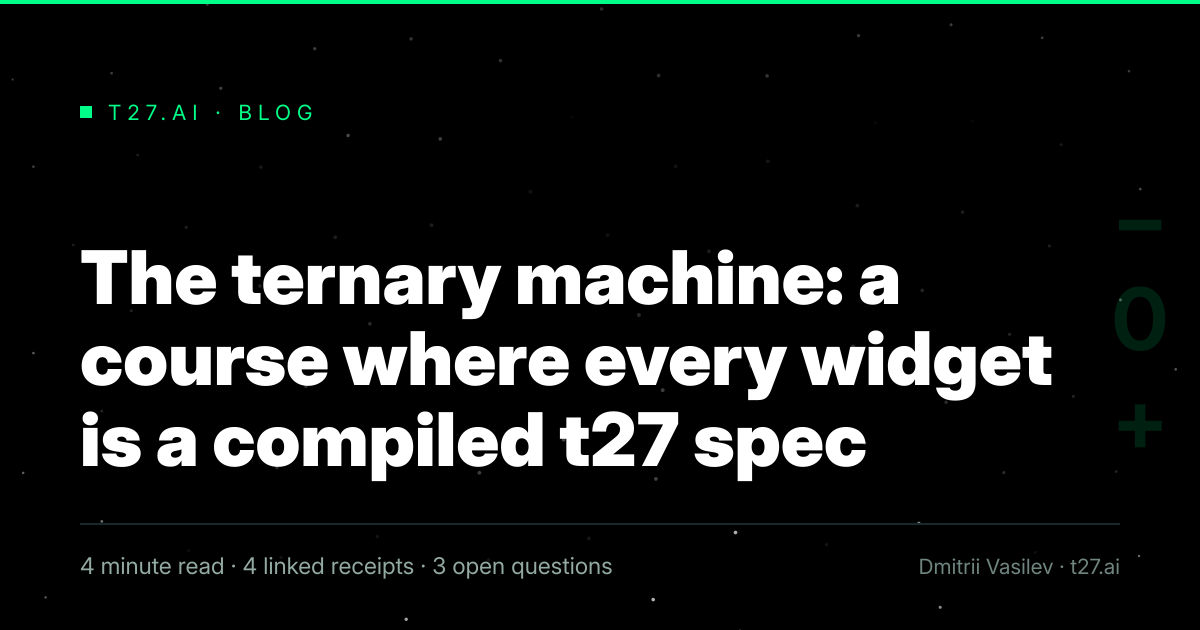 T27.AI · BLOG
The ternary machine: a
course where every widget
is a compiled t27 spec
−
0
+
4 minute read · 4 linked receipts · 3 open questions
Dmitrii Vasilev · t27.ai